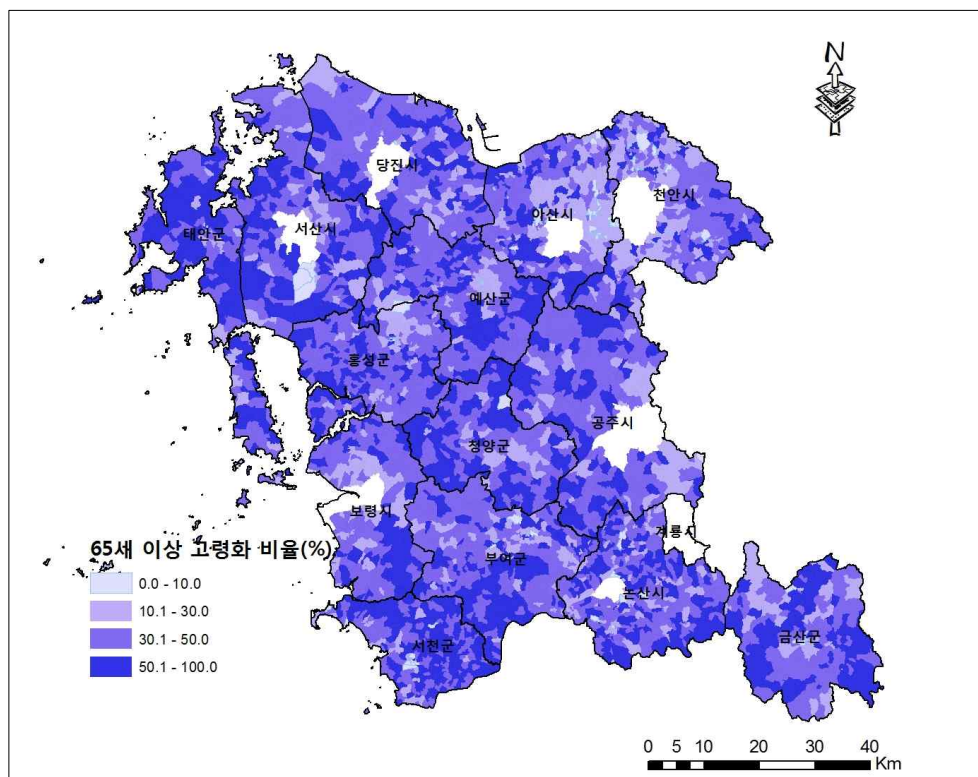 N
당진시
천안시
아산시
서산시
태안군
예산군
홍성군
공주시
청양군
보령시
계룡시
65세 이상 고령화 비율(%)
부여군
논산시
0.0 - 10.0
10.1 - 30.0
30.1 - 50.0
금산군
서천군
50.1 - 100.0
0 5 10 20 30 40
Km